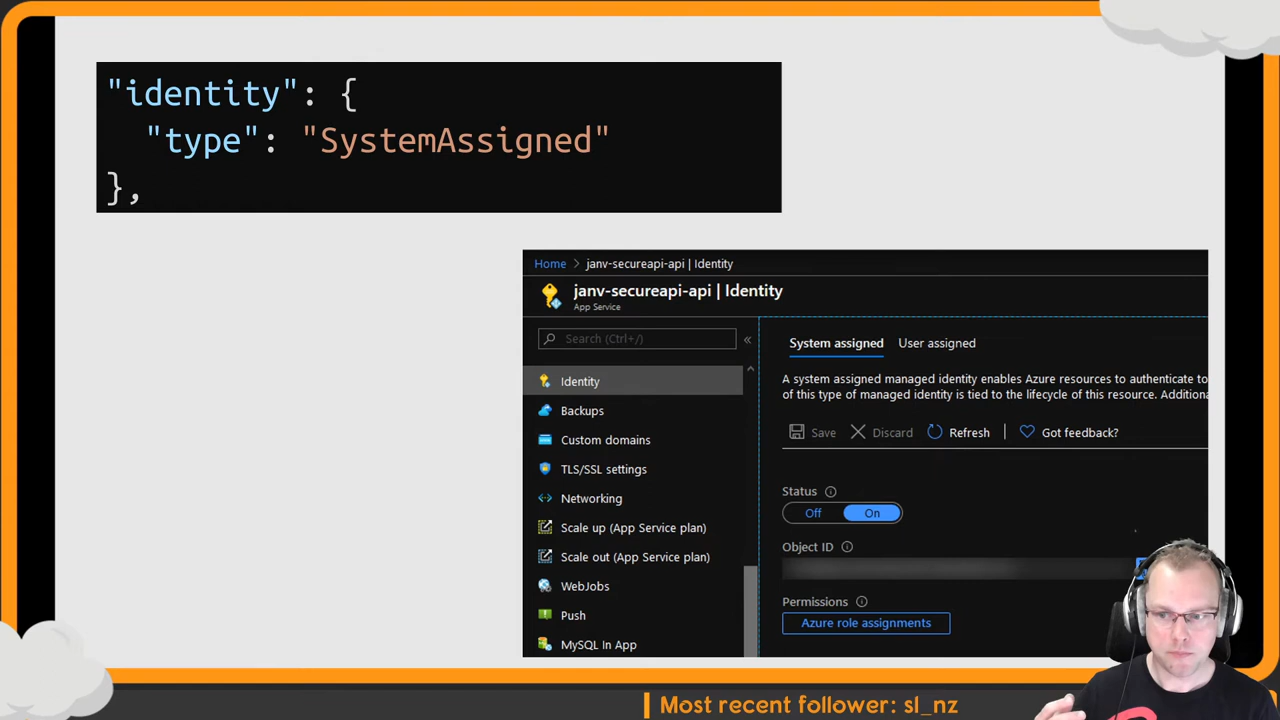 "identity": {
"type": "SystemAssigned"
},
Home > janv-secureapi-api | Identity
janv-secureapi-api | Identity
App Service
Search (Ctrl+/)
«
Identity
Backups
Custom domains
TLS/SSL settings
Networking
Scale up (App Service plan)
Scale out (App Service plan)
WebJobs
Push
MySQL In App
System assigned User assigned
A system assigned managed identity enables Azure resources to authenticate to
of this type of managed identity is tied to the lifecycle of this resource.
Save Discard Refresh | Got feedback?
Status
Off On
Object ID
Permissions
Azure role assignments
Most recent follower: sl_nz